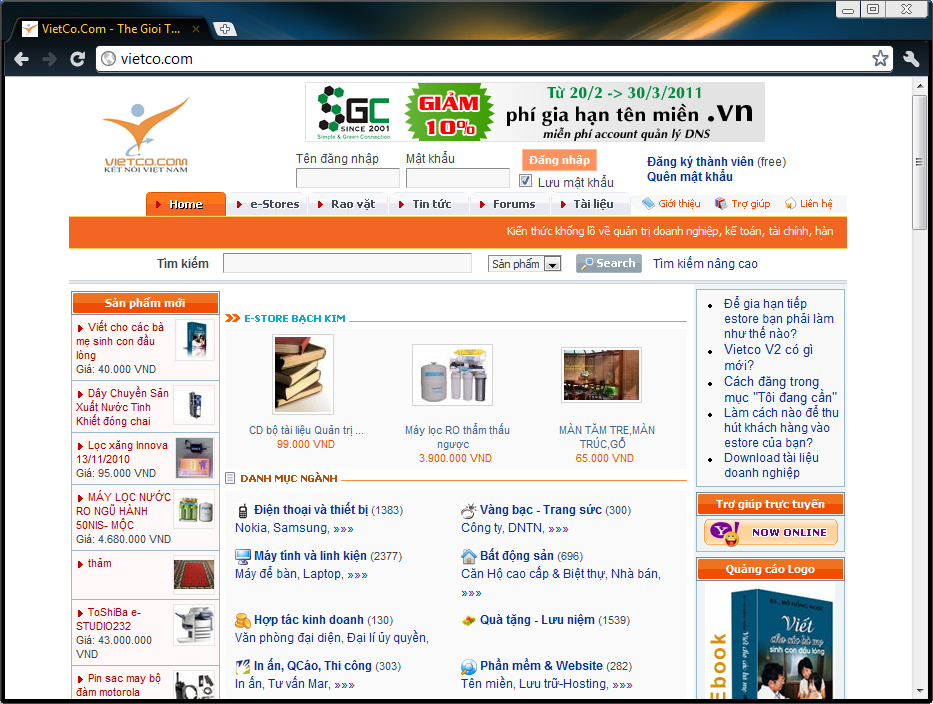 VietCo.Com - The Gioi T...
vietco.com
VIETCO.COM
KẾT NỐI VIỆT NAM
SGC
SINCE 2001
Simple & Green Connection
GIẢM
10%
Từ 20/2 -> 30/3/2011
phí gia hạn tên miền .vn
miễn phí account quản lý DNS
Tên đăng nhập
Mật khẩu
Đăng nhập
Lưu mật khẩu
Đăng ký thành viên (free)
Quên mật khẩu
Home
e-Stores
Rao vặt
Tin tức
Forums
Tài liệu
Giới thiệu
Trợ giúp
Liên hệ
Kiến thức khổng lồ về quản trị doanh nghiệp, kế toán, tài chính, hàn
Tìm kiếm
Sản phẩm
Search
Tìm kiếm nâng cao
Sản phẩm mới
Viết cho các bà
mẹ sinh con đầu
lòng
Giá: 40.000 VND
Dây Chuyền Sản
Xuất Nước Tinh
Khiết đóng chai
Lọc xăng Innova
13/11/2010
Giá: 95.000 VND
MÁY LỌC NƯỚC
RO NGŨ HÀNH
50NIS- MỘC
Giá: 4.680.000 VND
thảm
ToShiBa e-
STUDIO232
Giá: 43.000.000
VND
Pin sạc máy bộ
đàm motorola
E-STORE BẠCH KIM
CD bộ tài liệu Quản trị ...
99.000 VND
Máy lọc RO thẩm thấu
ngược
3.900.000 VND
MÀN TĂM TRE,MÀN
TRÚC,GỖ
65.000 VND
DANH MỤC NGÀNH
Điện thoại và thiết bị (1383)
Nokia, Samsung, »»»
Vàng bạc - Trang sức (300)
Công ty, DNTN, »»»
Máy tính và linh kiện (2377)
Máy để bàn, Laptop, »»»
Bất động sản (696)
Căn Hộ cao cấp & Biệt thự, Nhà bán,
»»»
Hợp tác kinh doanh (130)
Văn phòng đại diện, Đại lí ủy quyền,
Quà tặng - Lưu niệm (1539)
In ấn, QCáo, Thi công (303)
In ấn, Tư vấn Mar, »»»
Phần mềm & Website (282)
Tên miền, Lưu trữ-Hosting, »»»
Để gia hạn tiếp
estore bạn phải làm
như thế nào?
Vietco V2 có gì
mới?
Cách đăng trong
mục "Tôi đang cần"
Làm cách nào để thu
hút khách hàng vào
estore của bạn?
Download tài liệu
doanh nghiệp
Trợ giúp trực tuyến
Y!
NOW ONLINE
Quảng cáo Logo
BS. ĐỖ HỒNG NGỌC
Viết
cho các bà mẹ
sinh con đầu lòng
Ebook